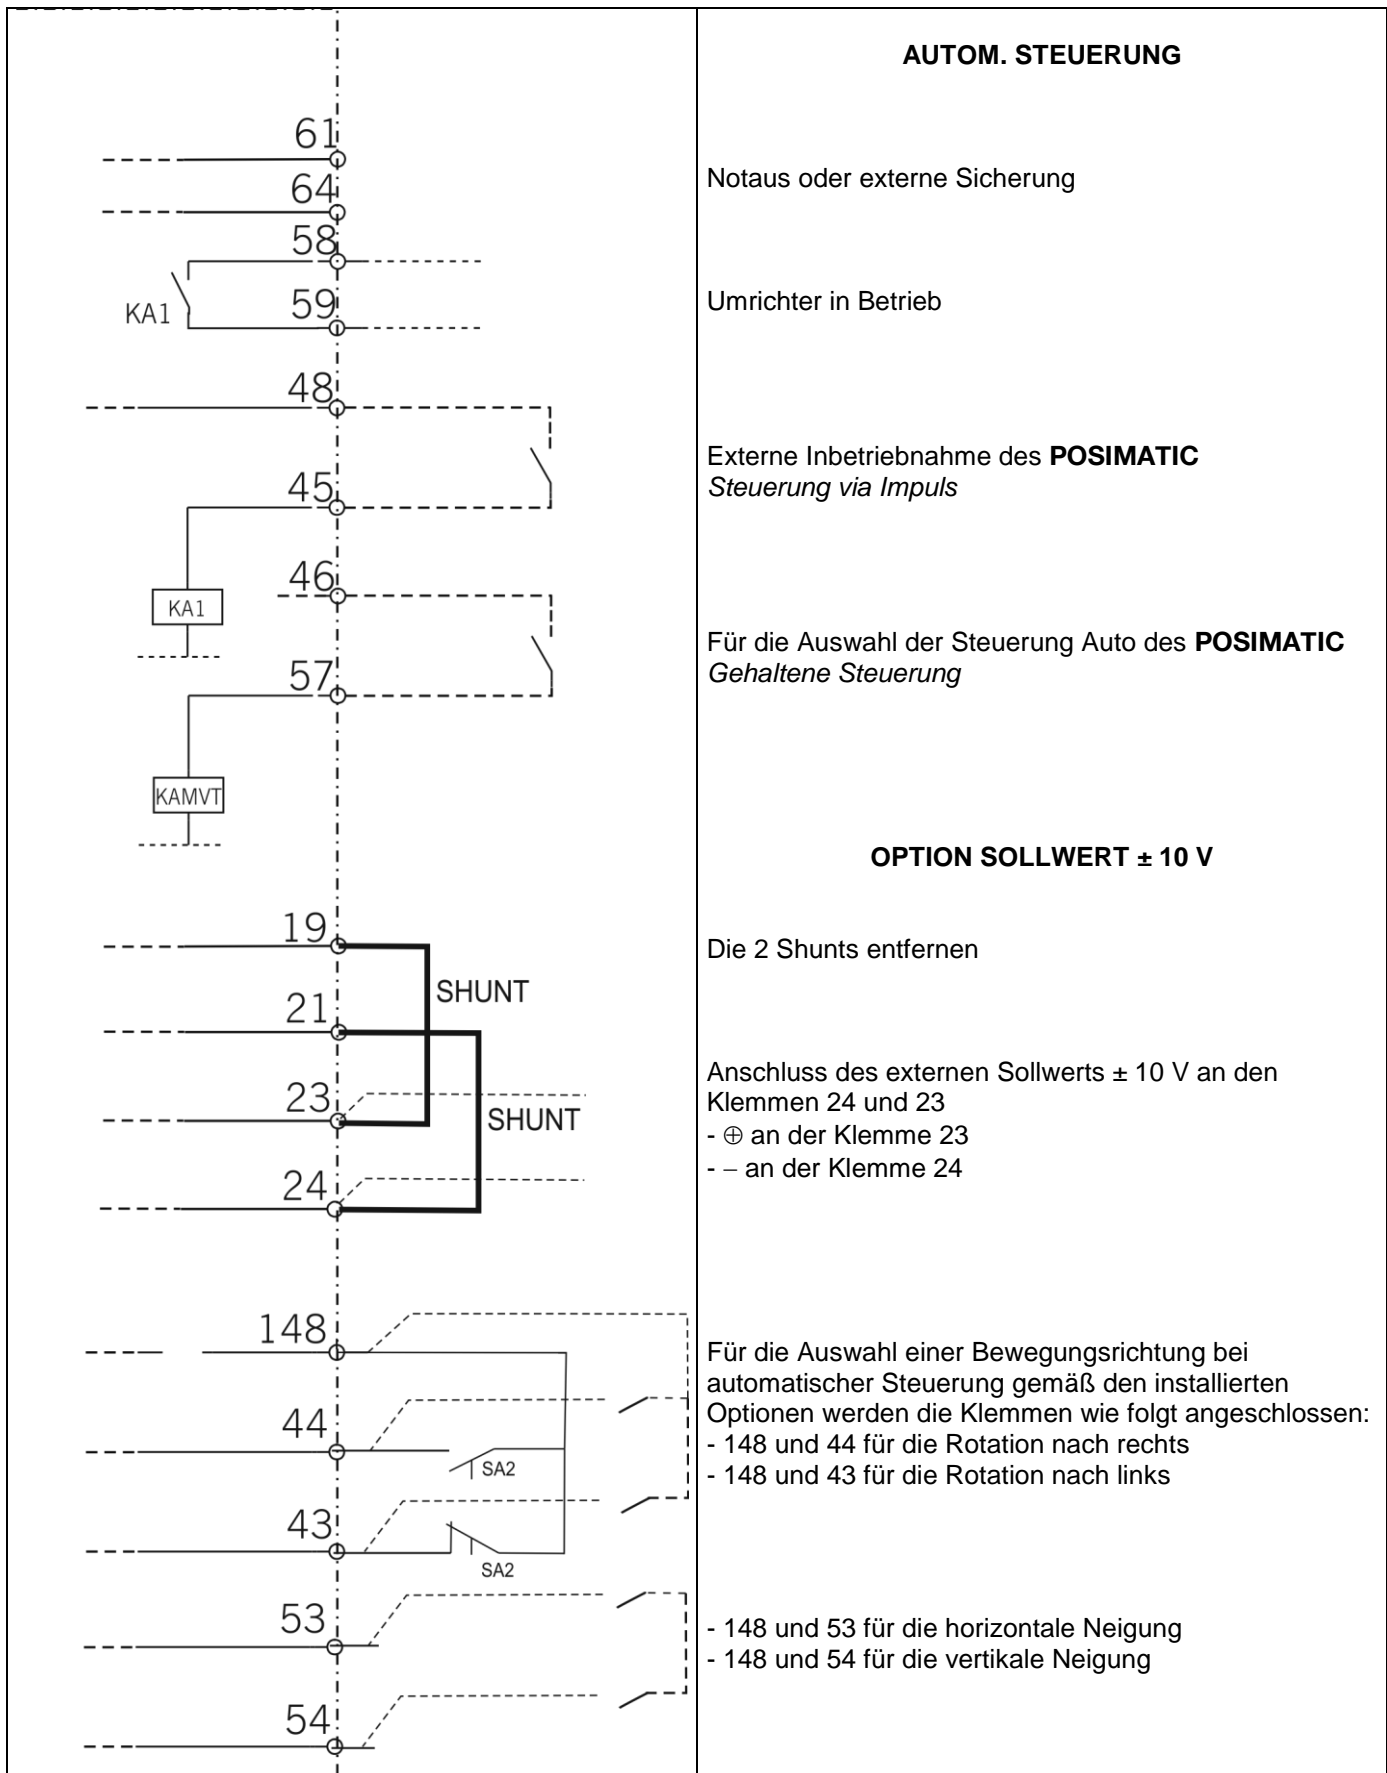 AUTOM. STEUERUNG
61
64
Notaus oder externe Sicherung
58
59
KA1
Umrichter in Betrieb
48
45
Externe Inbetriebnahme des POSIMATIC
Steuerung via Impuls
KA1
46
57
Für die Auswahl der Steuerung Auto des POSIMATIC
Gehaltene Steuerung
KAMVT
OPTION SOLLWERT ± 10 V
19
Die 2 Shunts entfernen
SHUNT
21
23
SHUNT
24
Anschluss des externen Sollwerts ± 10 V an den
Klemmen 24 und 23
- ⊕ an der Klemme 23
- – an der Klemme 24
148
44
SA2
43
SA2
Für die Auswahl einer Bewegungsrichtung bei
automatischer Steuerung gemäß den installierten
Optionen werden die Klemmen wie folgt angeschlossen:
- 148 und 44 für die Rotation nach rechts
- 148 und 43 für die Rotation nach links
53
54
- 148 und 53 für die horizontale Neigung
- 148 und 54 für die vertikale Neigung